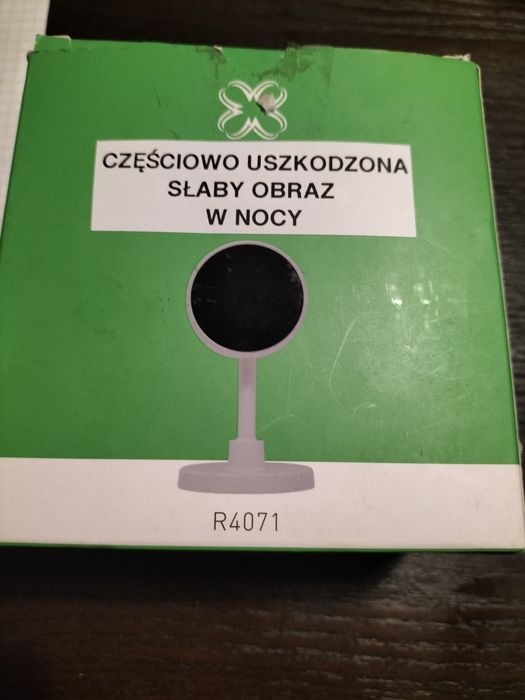 CZĘŚCIOWO USZKODZONA
SŁABY OBRAZ
W NOCY
R4071